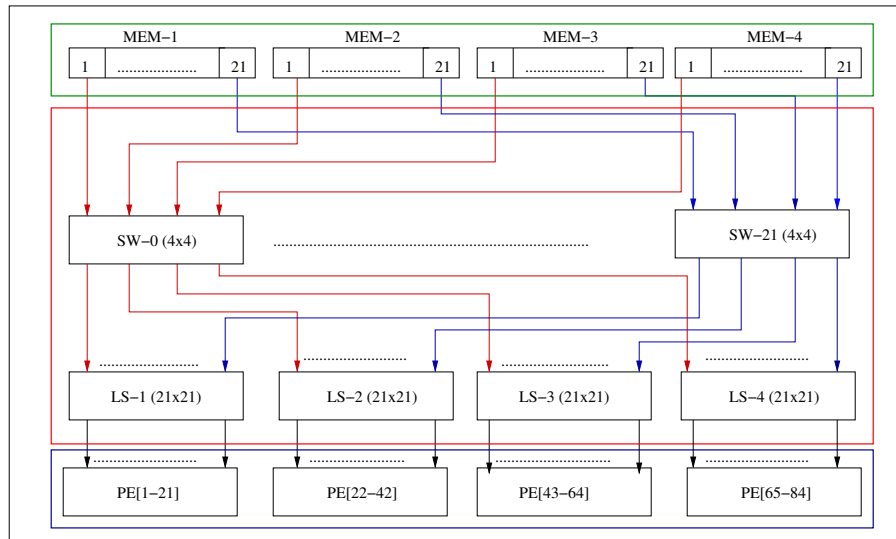 MEM−1 MEM−2 MEM−3 MEM−4
1 ..................... 21 1 ..................... 21 1 ..................... 21 1 ..................... 21
SW−0 (4x4) SW−21 (4x4)
LS−1 (21x21) LS−2 (21x21) LS−3 (21x21) LS−4 (21x21)
PE[1−21] PE[22−42] PE[43−64] PE[65−84]